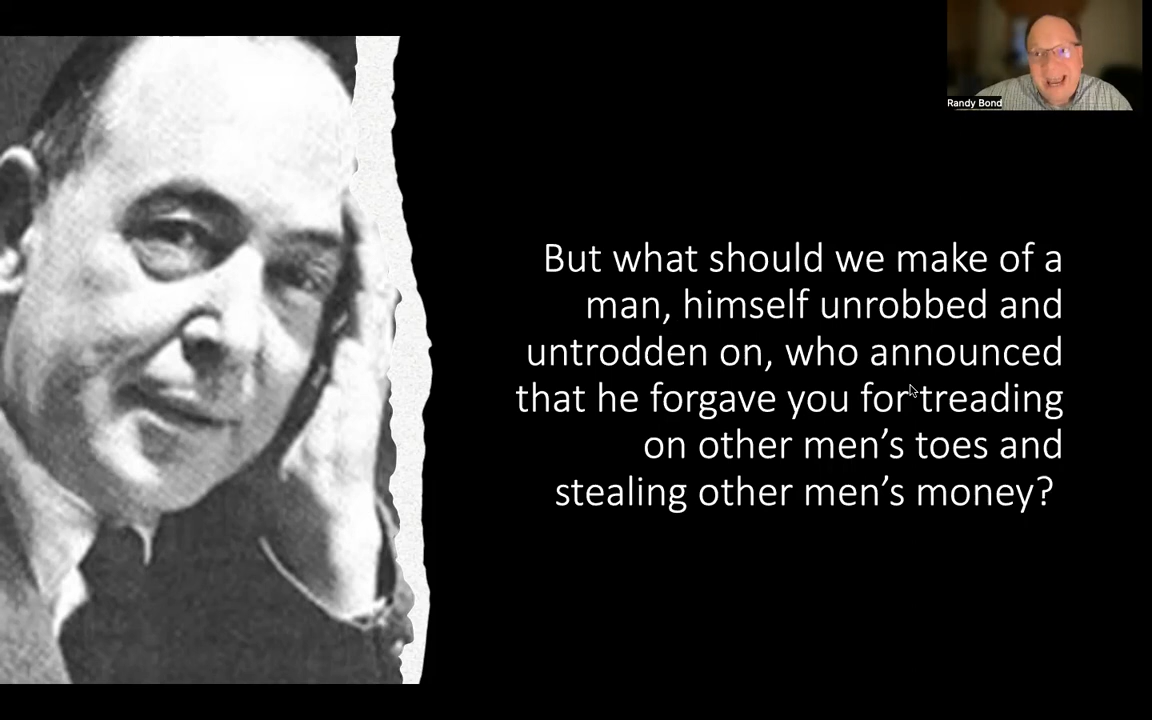 Randy Bond
But what should we make of a
man, himself unrobbed and
untrodden on, who announced
that he forgave you for treading
on other men’s toes and
stealing other men’s money?